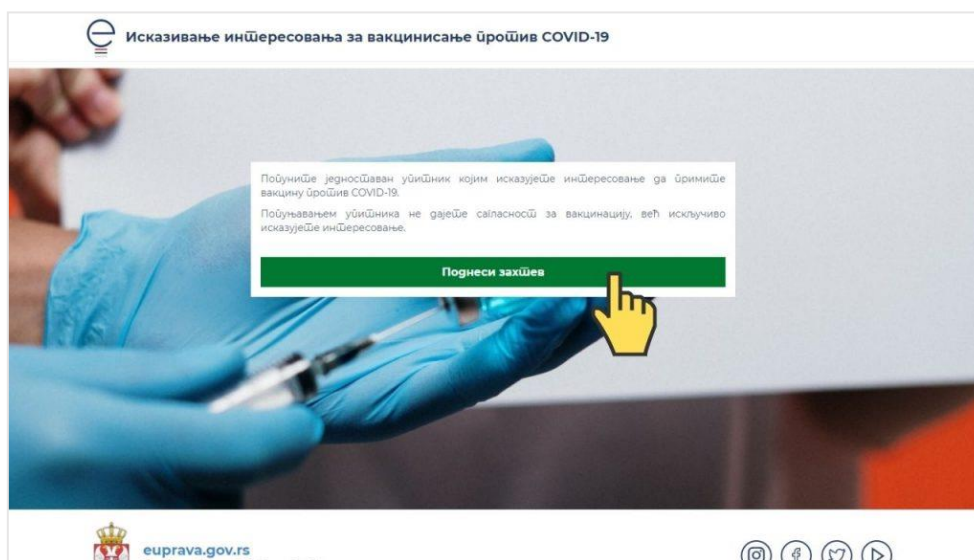 Исказивање интересовања за вакцинисање против COVID-19
Попуните једноставан упитник којим исказујете интересовање да примите
вакцину против COVID-19.
Попуњавањем упитника не дајете сагласност за вакцинацију, већ искључиво
исказујете интересовање.
Поднеси захтев
euprava.gov.rs